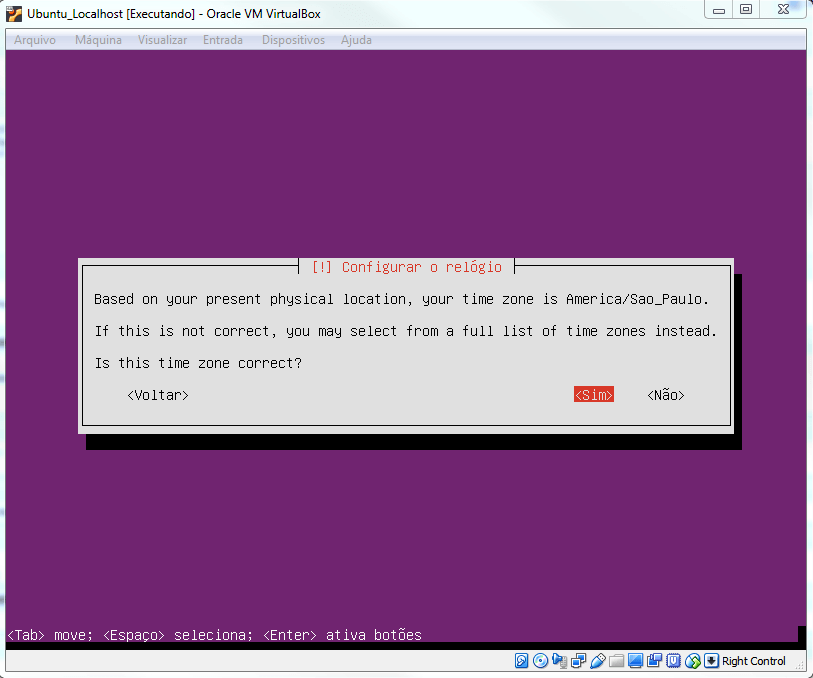 Ubuntu_Localhost [Executando] - Oracle VM VirtualBox
Arquivo Máquina Visualizar Entrada Dispositivos Ajuda
[!] Configurar o relógio
Based on your present physical location, your time zone is America/Sao_Paulo.
If this is not correct, you may select from a full list of time zones instead.
Is this time zone correct?
<Voltar> <Sim> <Não>
<Tab> move; <Espaço> seleciona; <Enter> ativa botões
Right Control